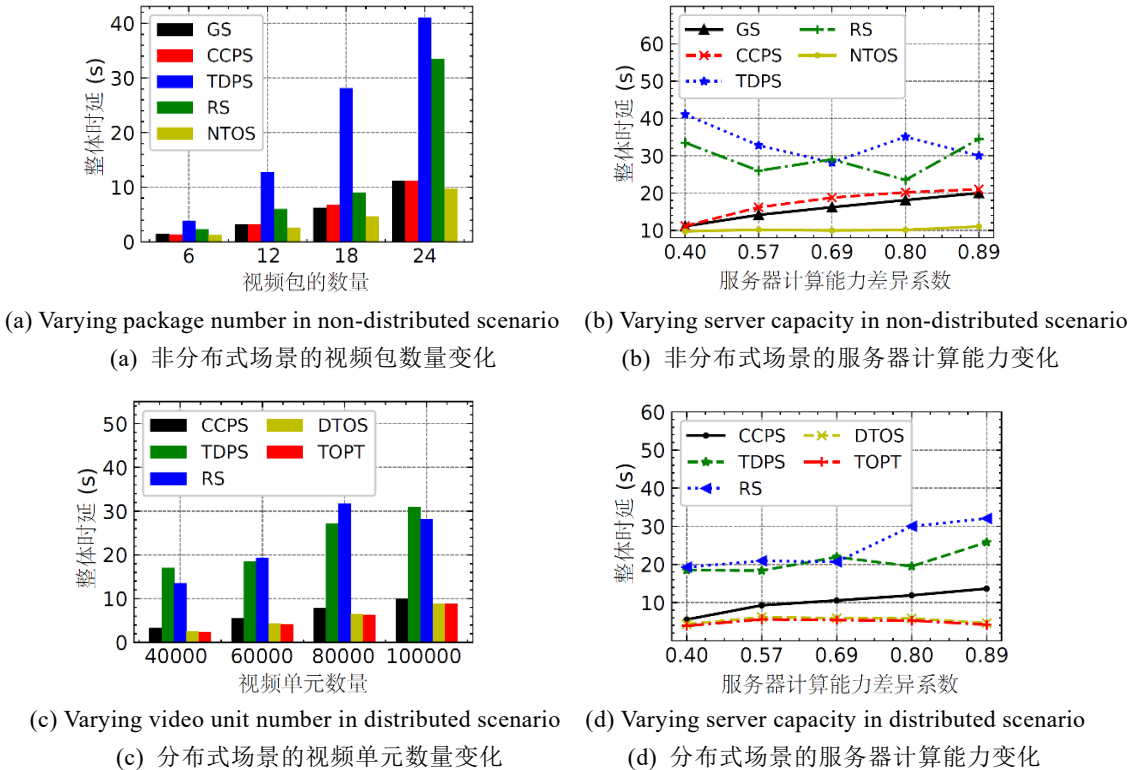 整体时延 (s)
40
30
20
10
0
GS
CCPS
TDPS
RS
NTOS
6 12 18 24
视频包的数量
整体时延 (s)
70
60
50
40
30
20
10
GS
CCPS
TDPS
RS
NTOS
0.40 0.57 0.69 0.80 0.89
服务器计算能力差异系数
(a) Varying package number in non-distributed scenario
(b) Varying server capacity in non-distributed scenario
(a) 非分布式场景的视频包数量变化
(b) 非分布式场景的服务器计算能力变化
整体时延 (s)
50
40
30
20
10
0
CCPS
TDPS
RS
DTOS
TOPT
40000 60000 80000 100000
视频单元数量
整体时延 (s)
60
50
40
30
20
10
CCPS
TDPS
RS
DTOS
TOPT
0.40 0.57 0.69 0.80 0.89
服务器计算能力差异系数
(c) Varying video unit number in distributed scenario
(d) Varying server capacity in distributed scenario
(c) 分布式场景的视频单元数量变化
(d) 分布式场景的服务器计算能力变化